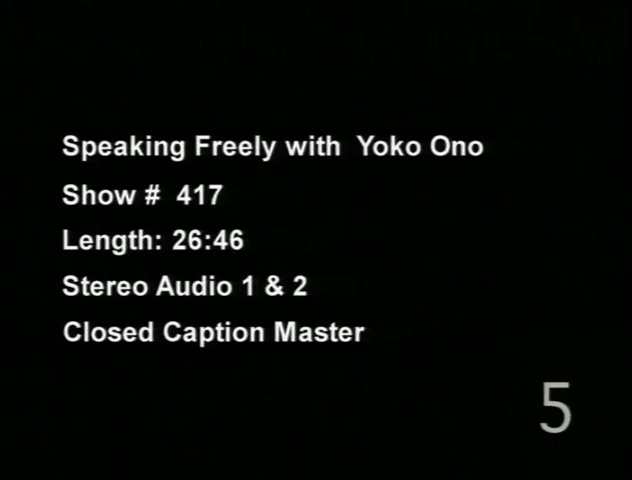 Speaking Freely with Yoko Ono
Show # 417
Length: 26:46
Stereo Audio 1 & 2
Closed Caption Master
5